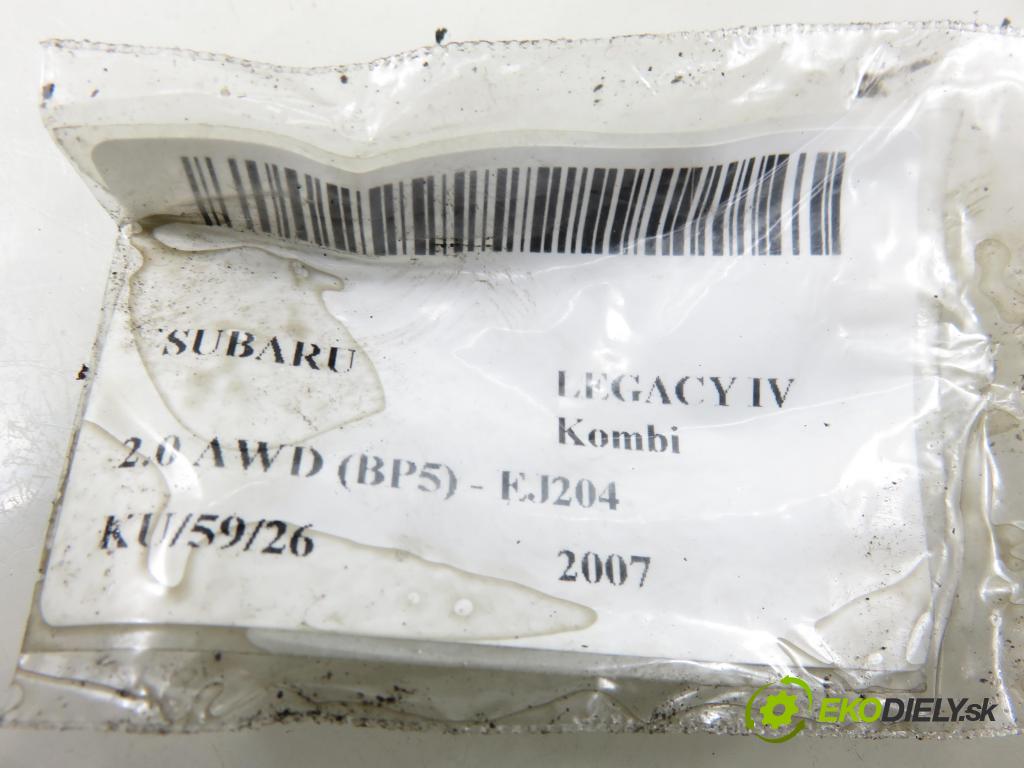 SUBARU
LEGACY IV
Kombi
2.0 AWD (BP5) - EJ204
KU/59/26
2007
EKODIELY.sk